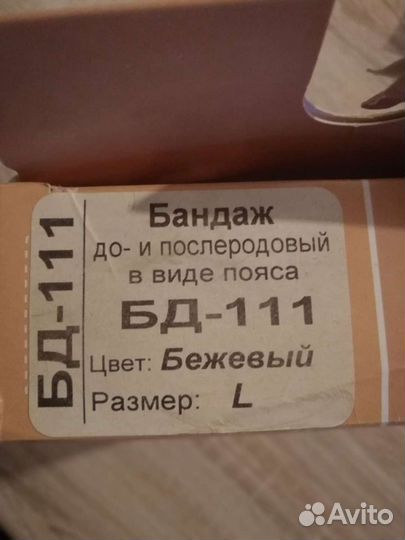 БД-111
Бандаж
до- и послеродовый
в виде пояса
БД-111
Цвет: Бежевый
Размер: L
Avito